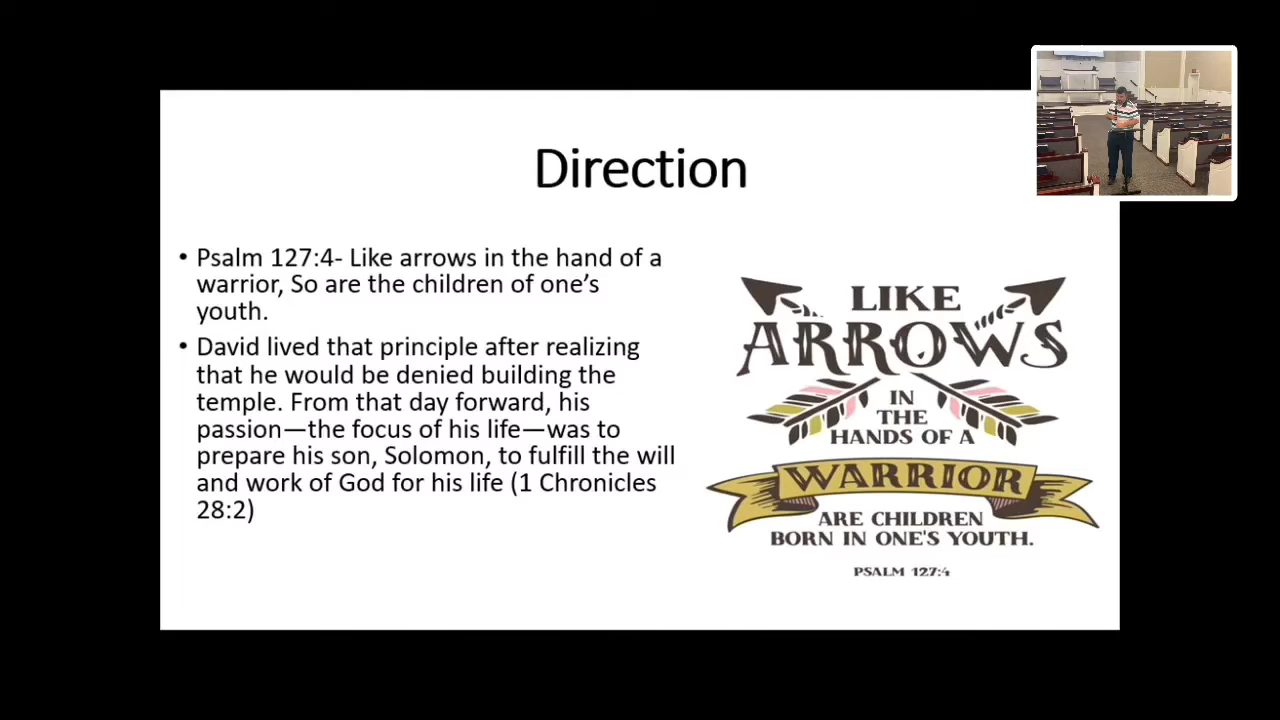 Direction
• Psalm 127:4- Like arrows in the hand of a
warrior, So are the children of one’s
youth.
• David lived that principle after realizing
that he would be denied building the
temple. From that day forward, his
passion—the focus of his life—was to
prepare his son, Solomon, to fulfill the will
and work of God for his life (1 Chronicles
28:2)
LIKE
ARROWS
IN
THE
HANDS OF A
WARRIOR
ARE CHILDREN
BORN IN ONE'S YOUTH.
PSALM 127:4